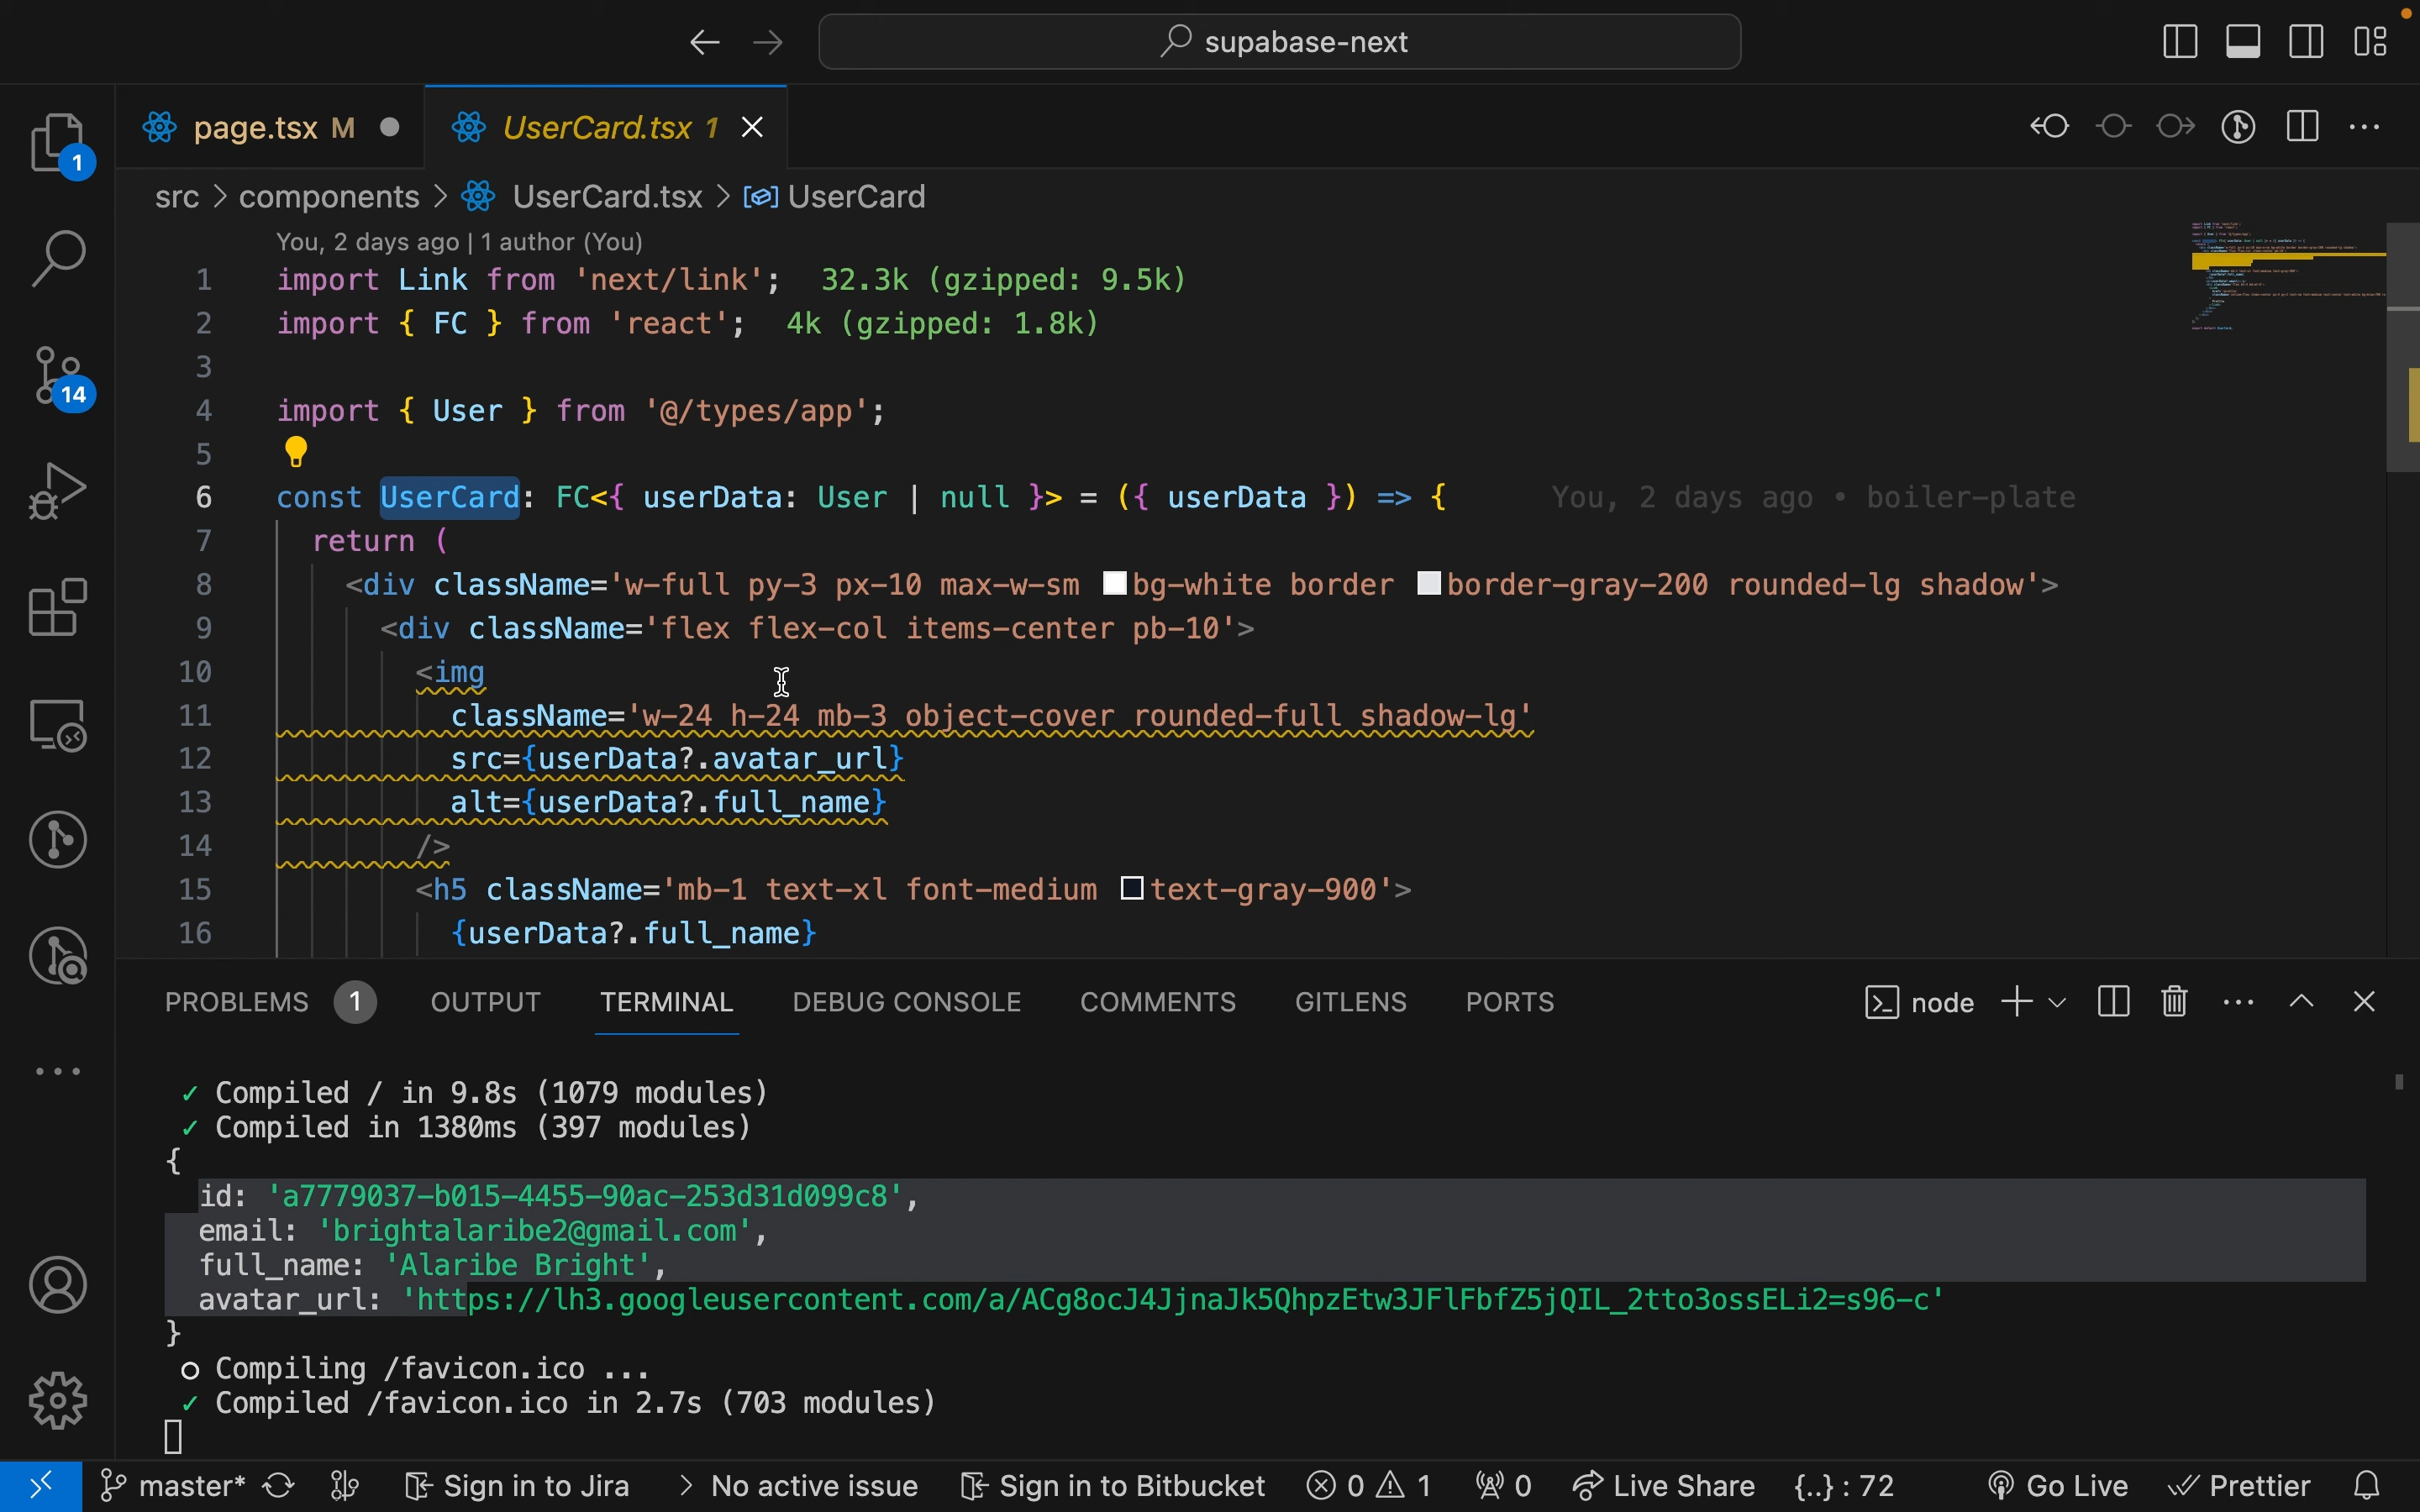 supabase-next
page.tsx M
UserCard.tsx 1
src > components > UserCard.tsx > UserCard
You, 2 days ago | 1 author (You)
1 import Link from 'next/link'; 32.3k (gzipped: 9.5k)
2 import { FC } from 'react'; 4k (gzipped: 1.8k)
3
4 import { User } from '@/types/app';
5
6 const UserCard: FC<{ userData: User | null }> = ({ userData }) => { You, 2 days ago • boiler-plate
7 return (
8 <div className='w-full py-3 px-10 max-w-sm bg-white border border-gray-200 rounded-lg shadow'>
9 <div className='flex flex-col items-center pb-10'>
10 <img
11 className='w-24 h-24 mb-3 object-cover rounded-full shadow-lg'
12 src={userData?.avatar_url}
13 alt={userData?.full_name}
14 />
15 <h5 className='mb-1 text-xl font-medium text-gray-900'>
16 {userData?.full_name}
1
14
PROBLEMS 1 OUTPUT TERMINAL DEBUG CONSOLE COMMENTS GITLENS PORTS
node
✓ Compiled / in 9.8s (1079 modules)
✓ Compiled in 1380ms (397 modules)
{
id: 'a7779037-b015-4455-90ac-253d31d099c8',
email: 'brightalaribe2@gmail.com',
full_name: 'Alaribe Bright',
avatar_url: 'https://lh3.googleusercontent.com/a/ACg8ocJ4JjnaJk5QhpzEtw3JFlFbfZ5jQIL_2tto3ossELi2=s96-c'
}
○ Compiling /favicon.ico ...
✓ Compiled /favicon.ico in 2.7s (703 modules)
master* Sign in to Jira > No active issue Sign in to Bitbucket 0 1 0 Live Share {..} : 72 Go Live Prettier